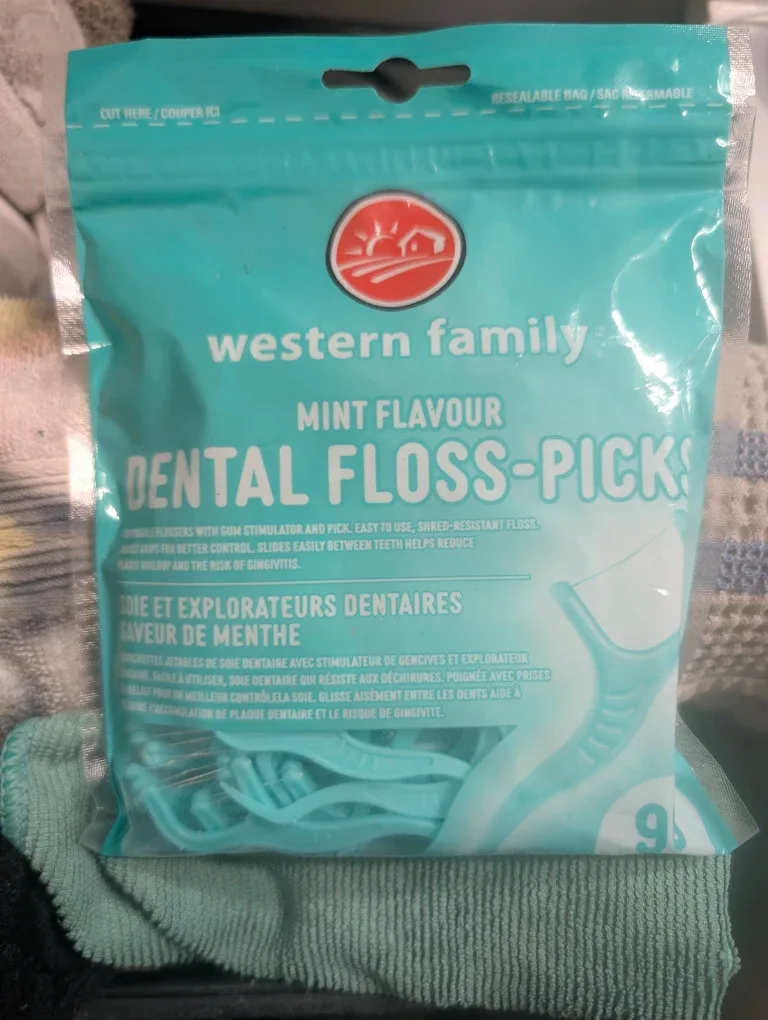 CUT HERE / COUPER ICI
RESEALABLE BAG / SAC
western family
MINT FLAVOUR
DENTAL FLOSS-PICKS
FLOSSERS WITH GUM STIMULATOR AND PICK. EASY TO USE, SHRED-RESISTANT FLOSS.
GRIPS FOR BETTER CONTROL. SLIDES EASILY BETWEEN TEETH HELPS REDUCE
PLAQUE BUILDUP AND THE RISK OF GINGIVITIS.
SOIE ET EXPLORATEURS DENTAIRES
SAVEUR DE MENTHE
JETABLES DE SOIE DENTAIRE AVEC STIMULATEUR DE GENCIVES ET EXPLORATEUR
FACILE À UTILISER, SOIE DENTAIRE QUI RÉSISTE AUX DÉCHIRURES. POIGNÉE AVEC PRISES
RELIEF POUR UN MEILLEUR CONTRÔLELA SOIE. GLISSE AISÉMENT ENTRE LES DENTS AIDE À
L'ACCUMULATION DE PLAQUE DENTAIRE ET LE RISQUE DE GINGIVITE.